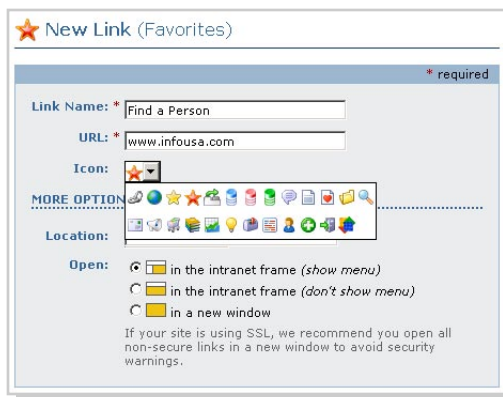 New Link (Favorites)
* required
Link Name: * Find a Person
URL: * www.infousa.com
Icon:
MORE OPTION
Location:
Open: in the intranet frame (show menu)
in the intranet frame (don't show menu)
in a new window
If your site is using SSL, we recommend you open all
non-secure links in a new window to avoid security
warnings.